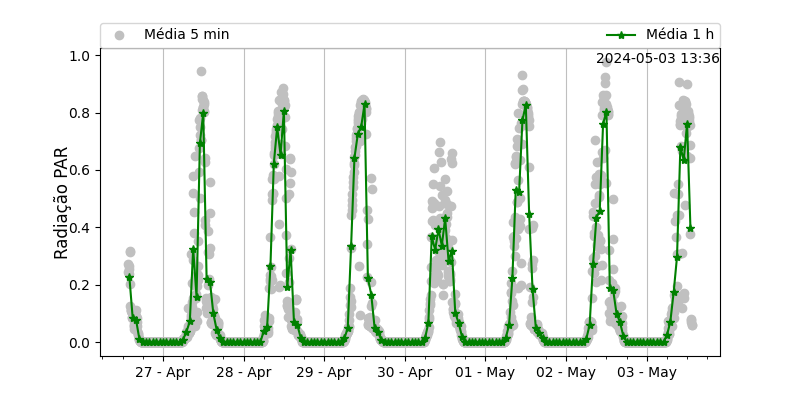 Média 5 min
Média 1 h
2024-05-03 13:36
1.0
0.8
0.6
0.4
0.2
0.0
Radiação PAR
27 - Apr
28 - Apr
29 - Apr
30 - Apr
01 - May
02 - May
03 - May